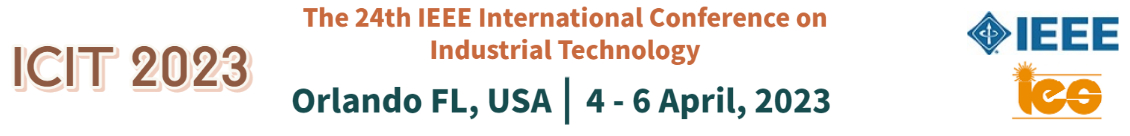 ICIT 2023
The 24th IEEE International Conference on
Industrial Technology
Orlando FL, USA | 4 - 6 April, 2023
IEEE
ies